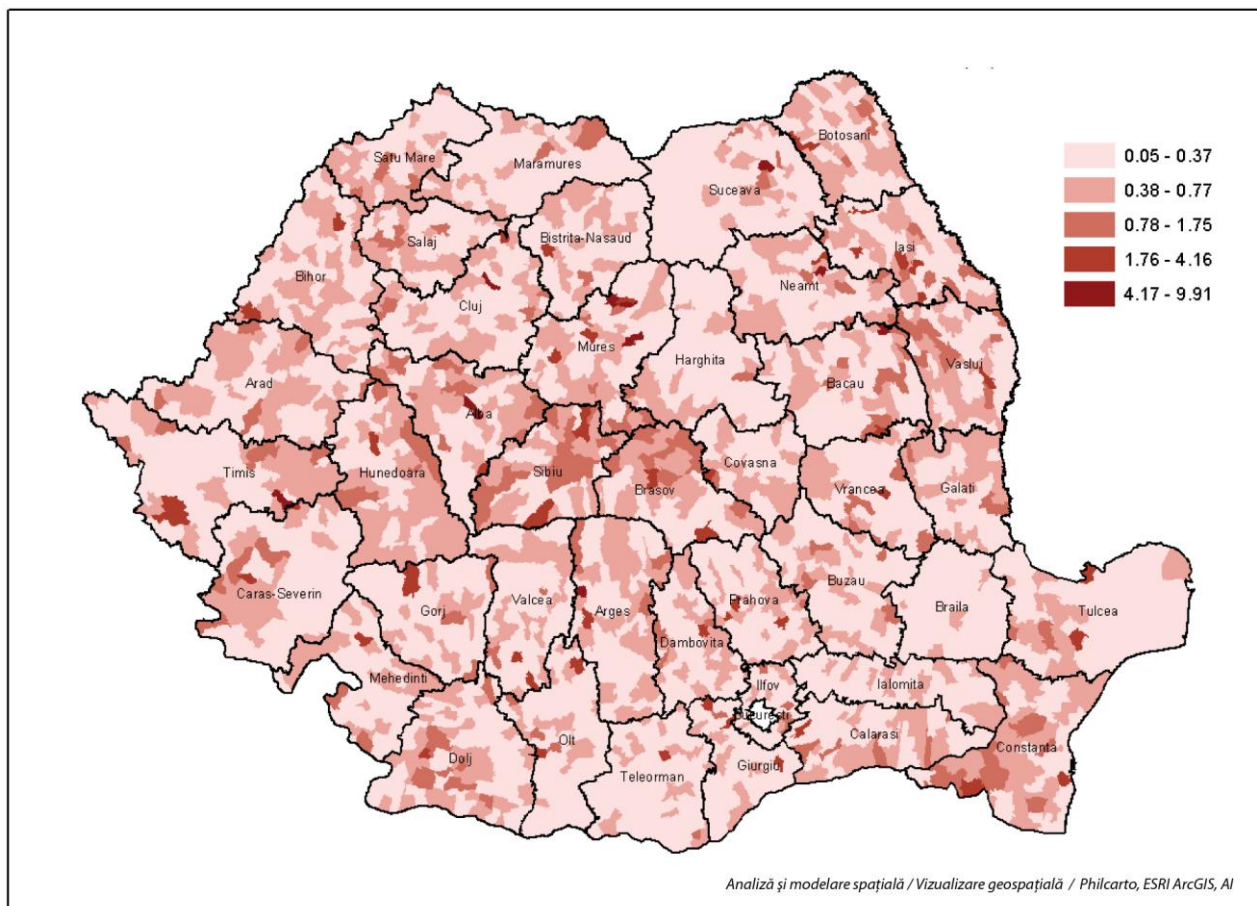 Botosani
Satu Mare
Maramures
Suceava
Iasi
Salaj
Bistrita-Nasaud
Bihor
Neamt
Cluj
Mures
Harghita
Vaslui
Arad
Bacau
Alba
Timis
Hunedoara
Sibiu
Covasna
Brasov
Vrancea
Galati
Caras-Severin
Gorj
Valcea
Arges
Prahova
Buzau
Braila
Tulcea
Dambovita
Mehedinti
Ilfov
Ialomita
Bucuresti
Calarasi
Constanta
Dolj
Olt
Teleorman
Giurgiu
0.05 - 0.37
0.38 - 0.77
0.78 - 1.75
1.76 - 4.16
4.17 - 9.91
Analiză și modelare spațială / Vizualizare geospațială / Philcarto, ESRI ArcGIS, AI